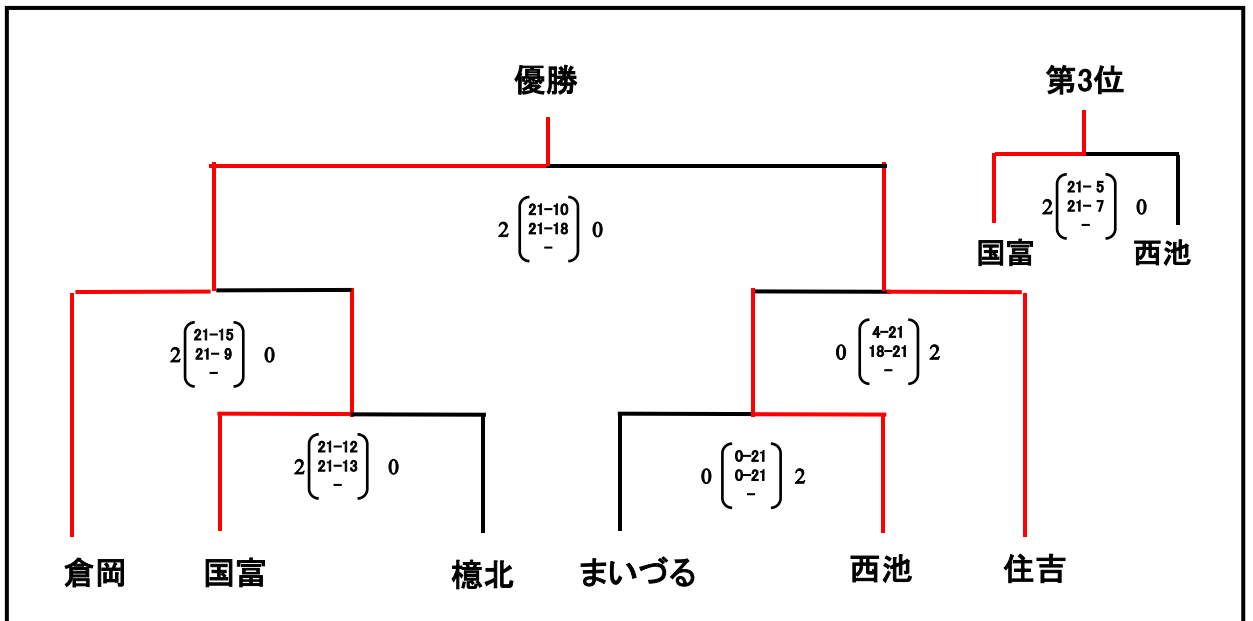 優勝
第3位
2 21-10 0
21-18
-
2 21- 5 0
21- 7
-
国富 西池
2 21-15 0
21- 9
-
0 4-21 2
18-21
-
2 21-12 0
21-13
-
0 0-21 2
0-21
-
倉岡 国富 檍北 まいづる 西池 住吉